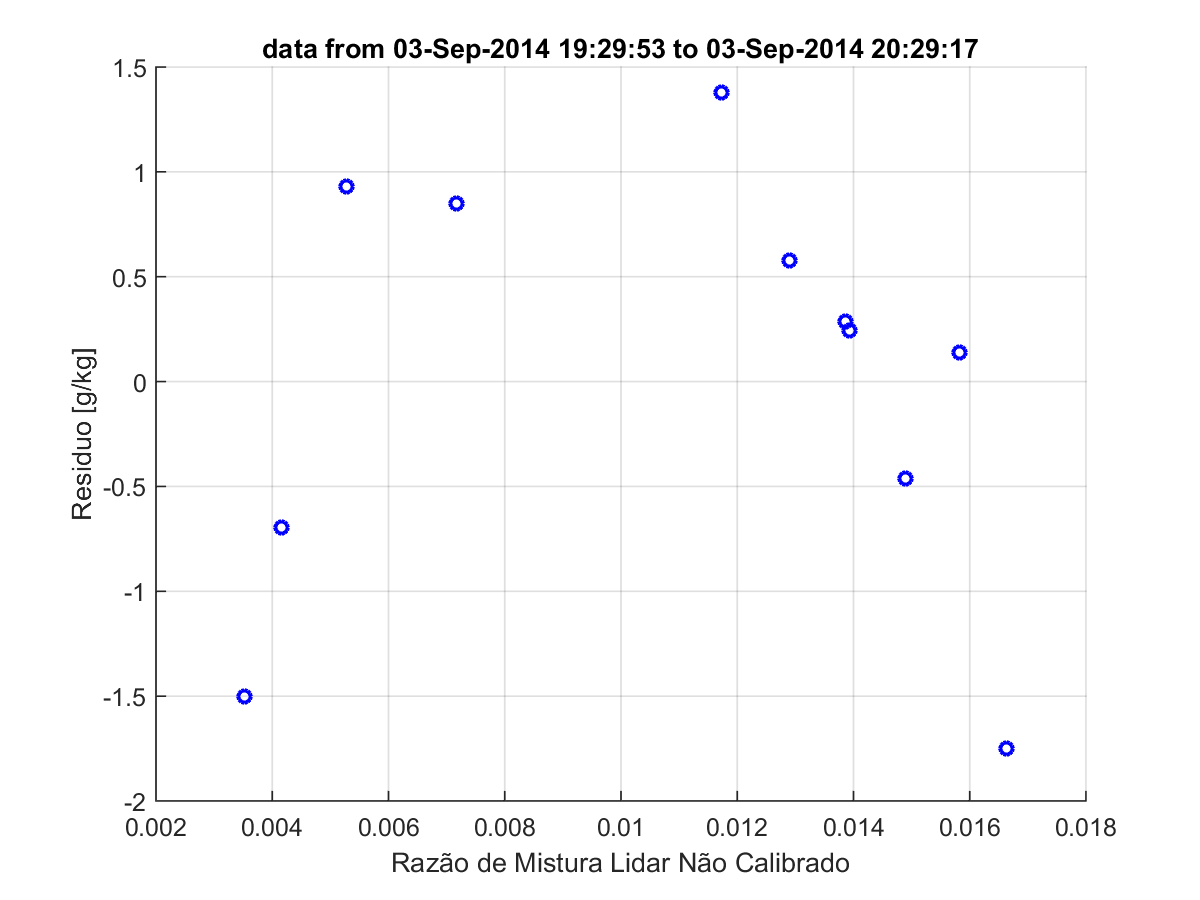 data from 03-Sep-2014 19:29:53 to 03-Sep-2014 20:29:17
1.5
1
0.5
0
-0.5
-1
-1.5
-2
Residuo [g/kg]
0.002 0.004 0.006 0.008 0.01 0.012 0.014 0.016 0.018
Razão de Mistura Lidar Não Calibrado